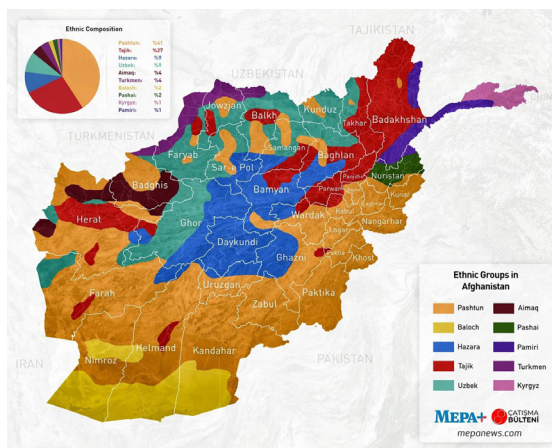 Ethnic Composition
Pashtun: %41
Tajik: %27
Hazara: %9
Uzbek: %9
Aimaq: %4
Turkmen: %4
Baloch: %2
Pashai: %2
Kyrgyz: %1
Pamiri: %1
TAJIKISTAN
UZBEKISTAN
TURKMENISTAN
CHIN
IRAN
PAKISTAN
Jowzjan
Balkh
Kunduz
Takhar
Badakhshan
Faryab
Sar-e Pol
Samangan
Baghlan
Panjshir
Nuristan
Kunar
Badghis
Bamyan
Parwan
Laghman
Kabul
Nangarhar
Herat
Ghor
Wardak
Logar
Daykundi
Ghazni
Paktia
Khost
Uruzgan
Paktika
Farah
Zabul
Helmand
Nimroz
Kandahar
Ethnic Groups in
Afghanistan
Pashtun
Aimaq
Baloch
Pashai
Hazara
Pamiri
Tajik
Turkmen
Uzbek
Kyrgyz
MEPA+
ÇATIŞMA
BÜLTENİ
mepanews.com